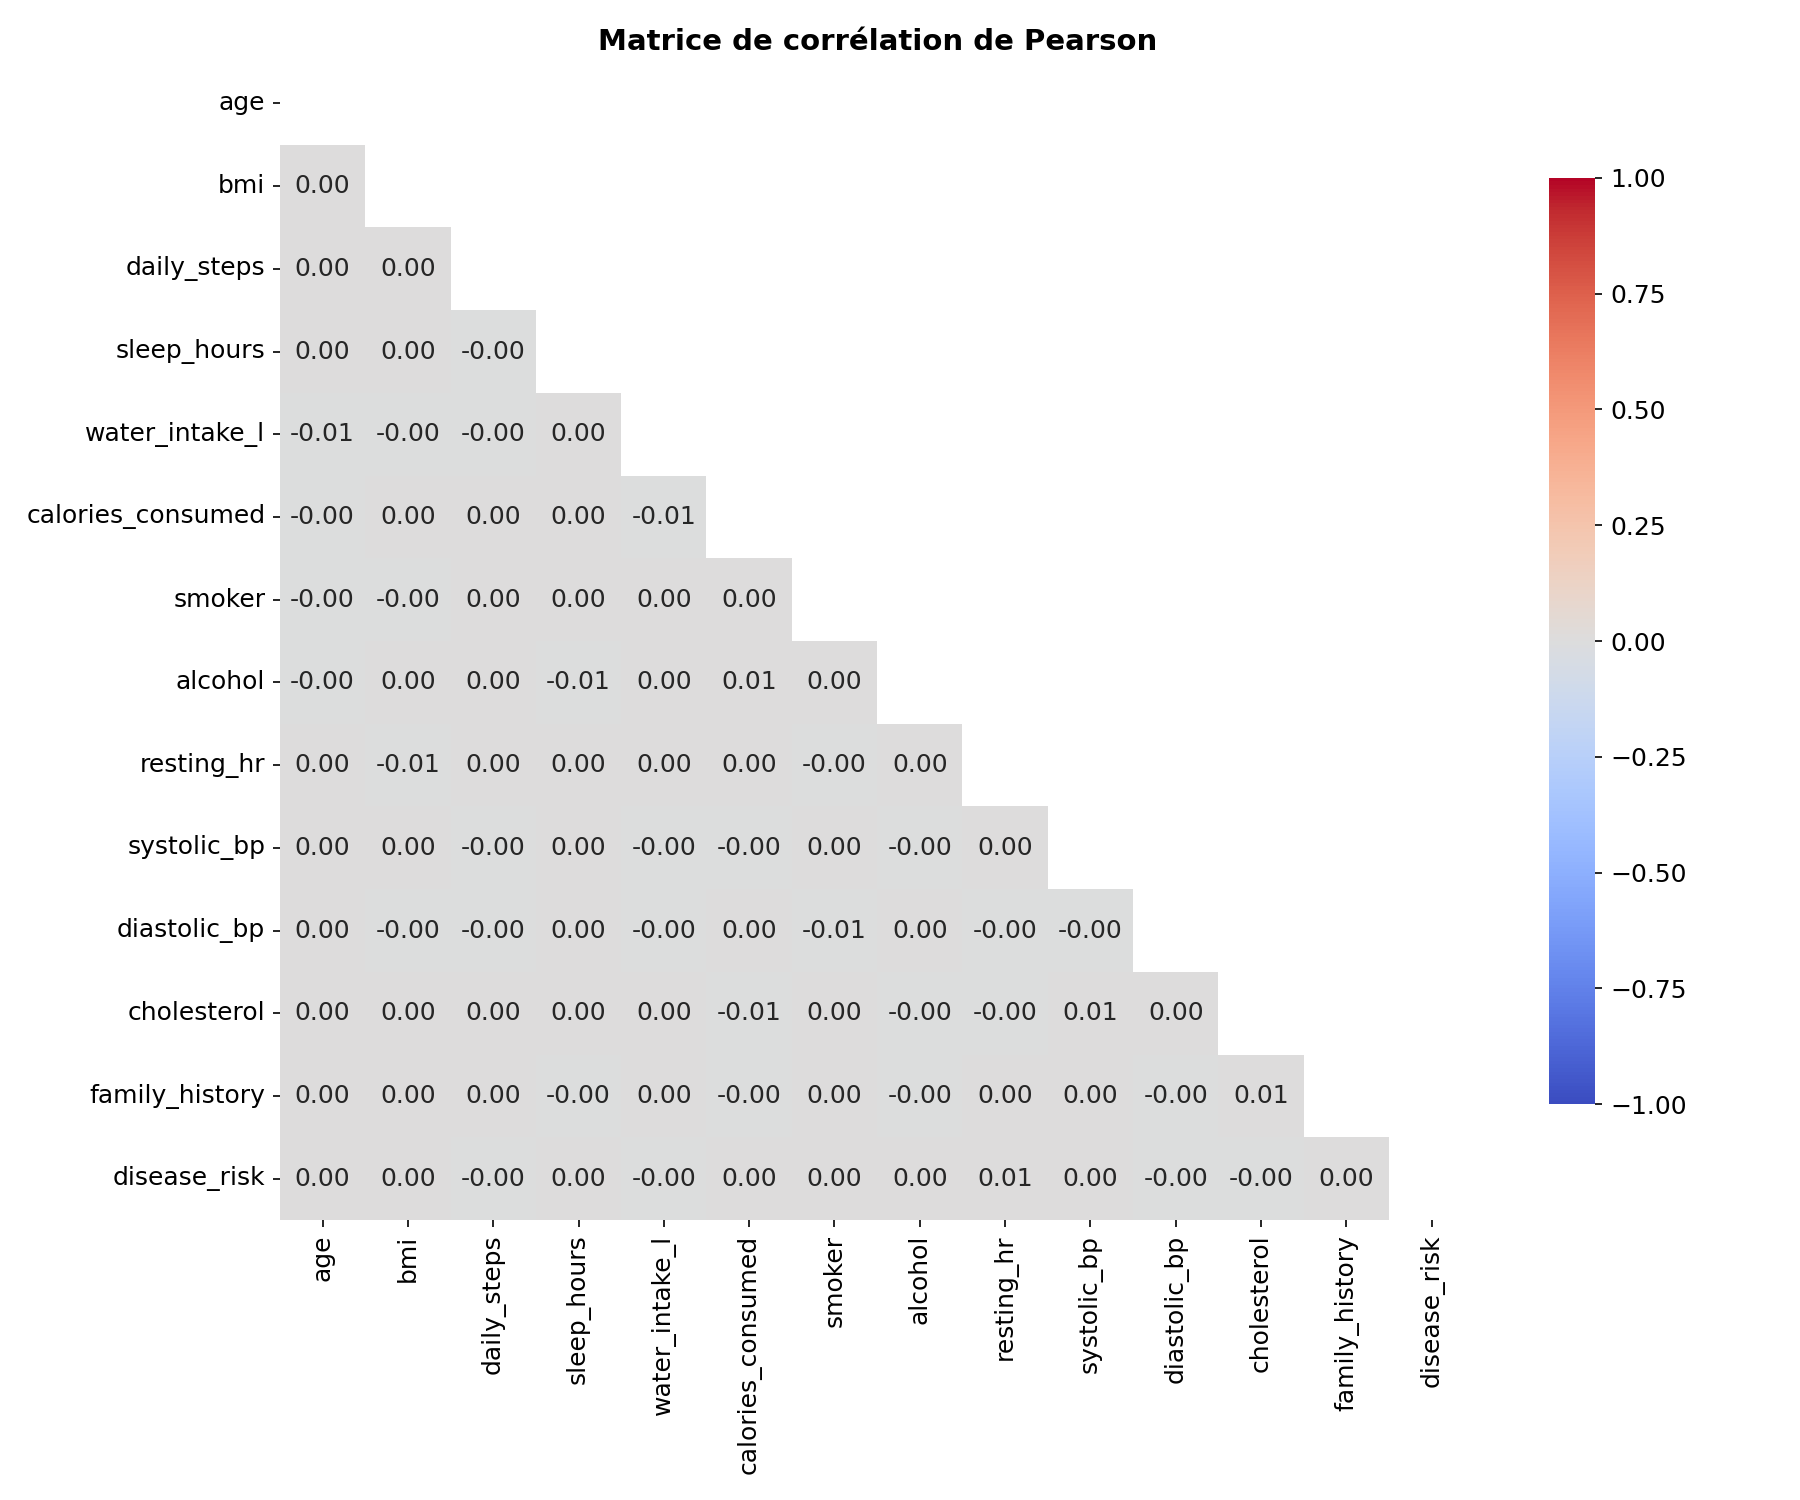 Matrice de corrélation de Pearson
age
bmi 0.00
daily_steps 0.00 0.00
sleep_hours 0.00 0.00 -0.00
water_intake_l -0.01 -0.00 -0.00 0.00
calories_consumed -0.00 0.00 0.00 0.00 -0.01
smoker -0.00 -0.00 0.00 0.00 0.00 0.00
alcohol -0.00 0.00 0.00 -0.01 0.00 0.01 0.00
resting_hr 0.00 -0.01 0.00 0.00 0.00 0.00 -0.00 0.00
systolic_bp 0.00 0.00 -0.00 0.00 -0.00 -0.00 0.00 -0.00 0.00
diastolic_bp 0.00 -0.00 -0.00 0.00 -0.00 0.00 -0.01 0.00 -0.00 -0.00
cholesterol 0.00 0.00 0.00 0.00 0.00 -0.01 0.00 -0.00 -0.00 0.01 0.00
family_history 0.00 0.00 0.00 -0.00 0.00 -0.00 0.00 -0.00 0.00 0.00 -0.00 0.01
disease_risk 0.00 0.00 -0.00 0.00 -0.00 0.00 0.00 0.00 0.01 0.00 -0.00 -0.00 0.00
age
bmi
daily_steps
sleep_hours
water_intake_l
calories_consumed
smoker
alcohol
resting_hr
systolic_bp
diastolic_bp
cholesterol
family_history
disease_risk
1.00
0.75
0.50
0.25
0.00
−0.25
−0.50
−0.75
−1.00